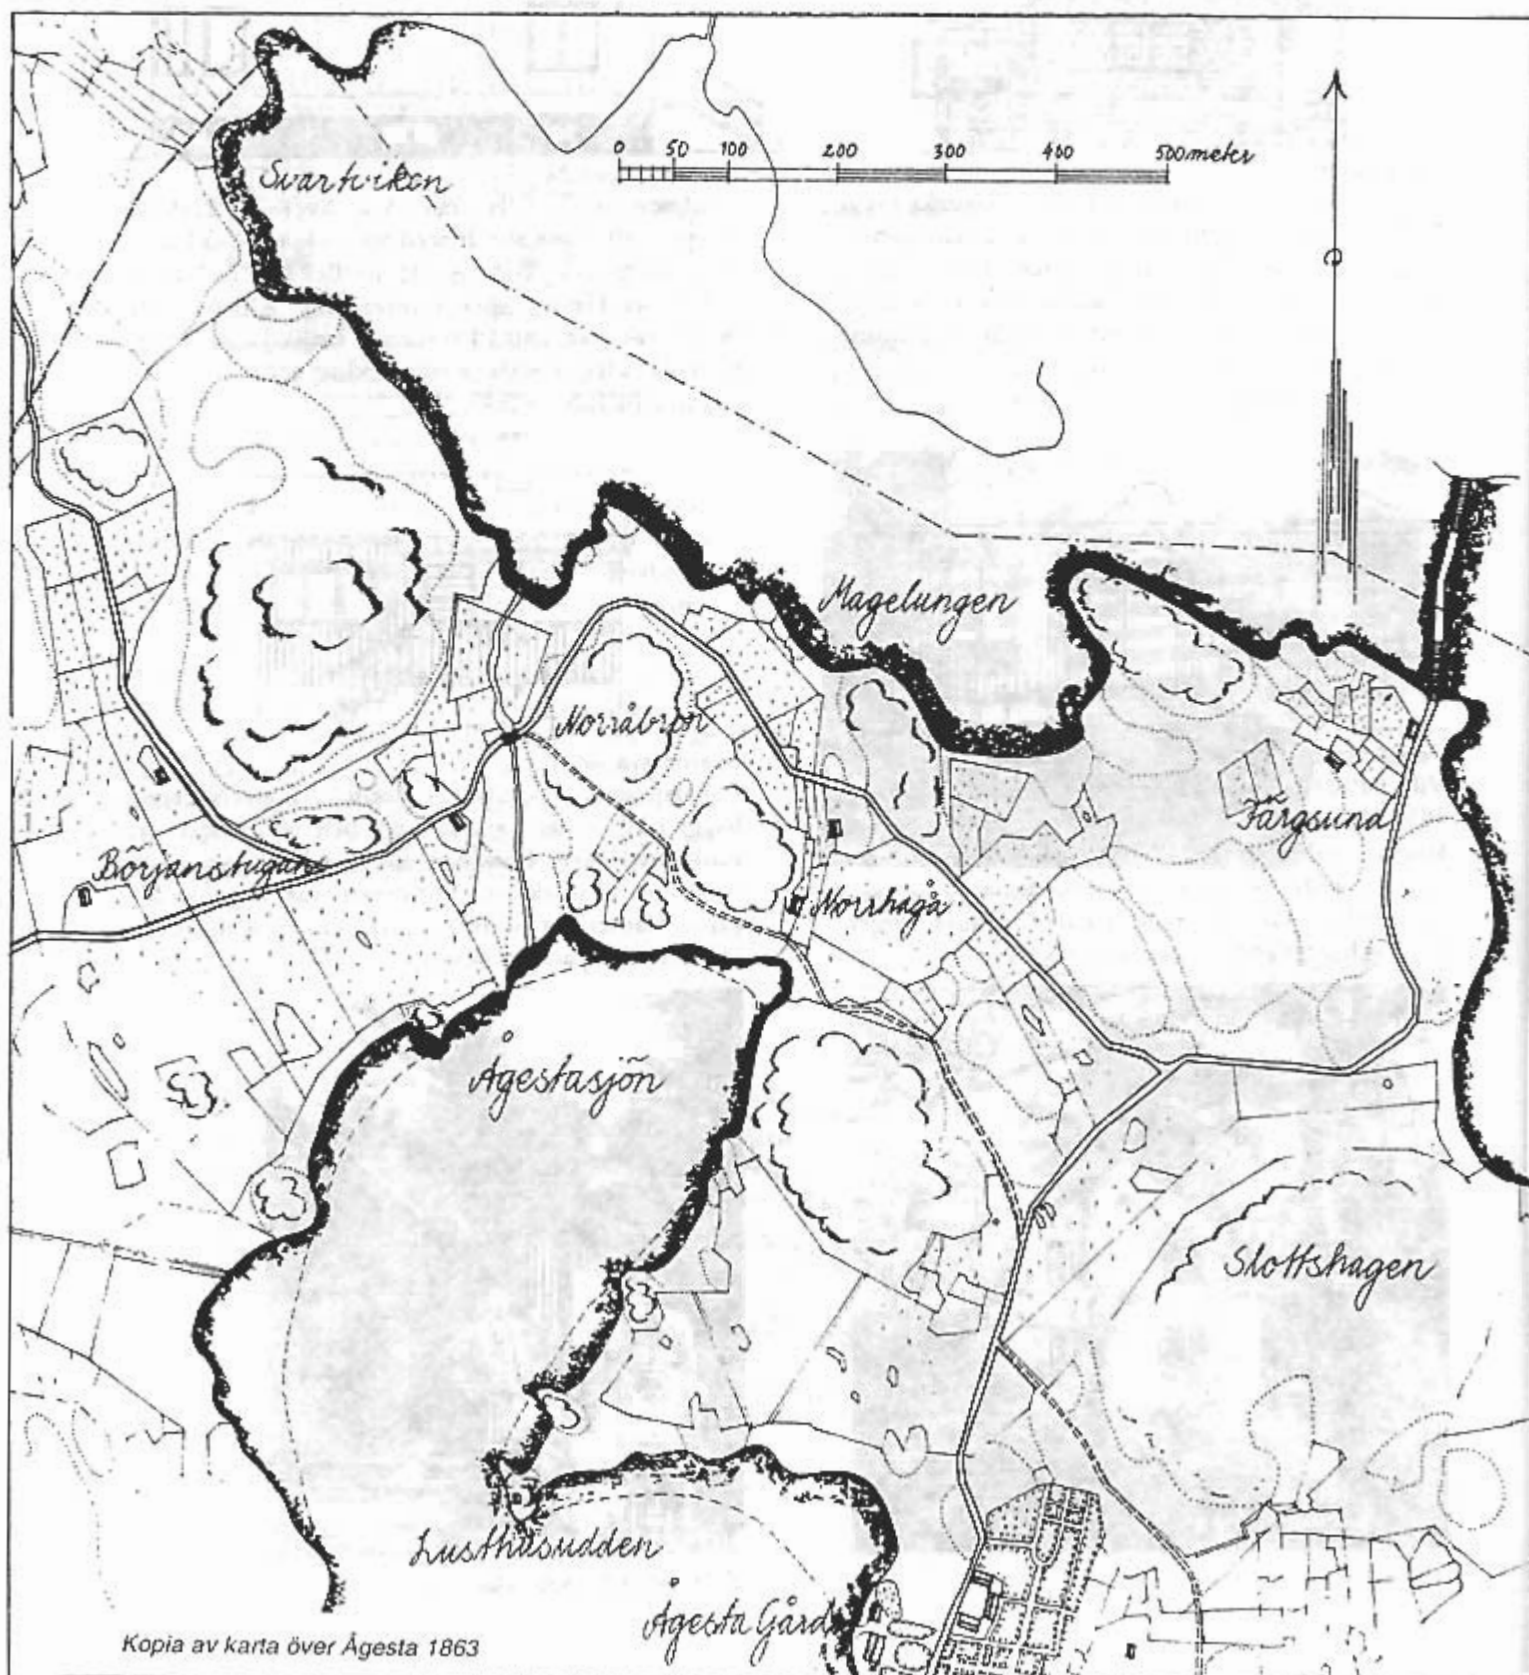 0 50 100 200 300 400 500 meter
Svartviken
Magelungen
Norråbron
Färgsund
Börjanstugan
Norrhagå
Ågestasjön
Slottshagen
Lusthusudden
Ågesta Gård
Kopia av karta över Ågesta 1863